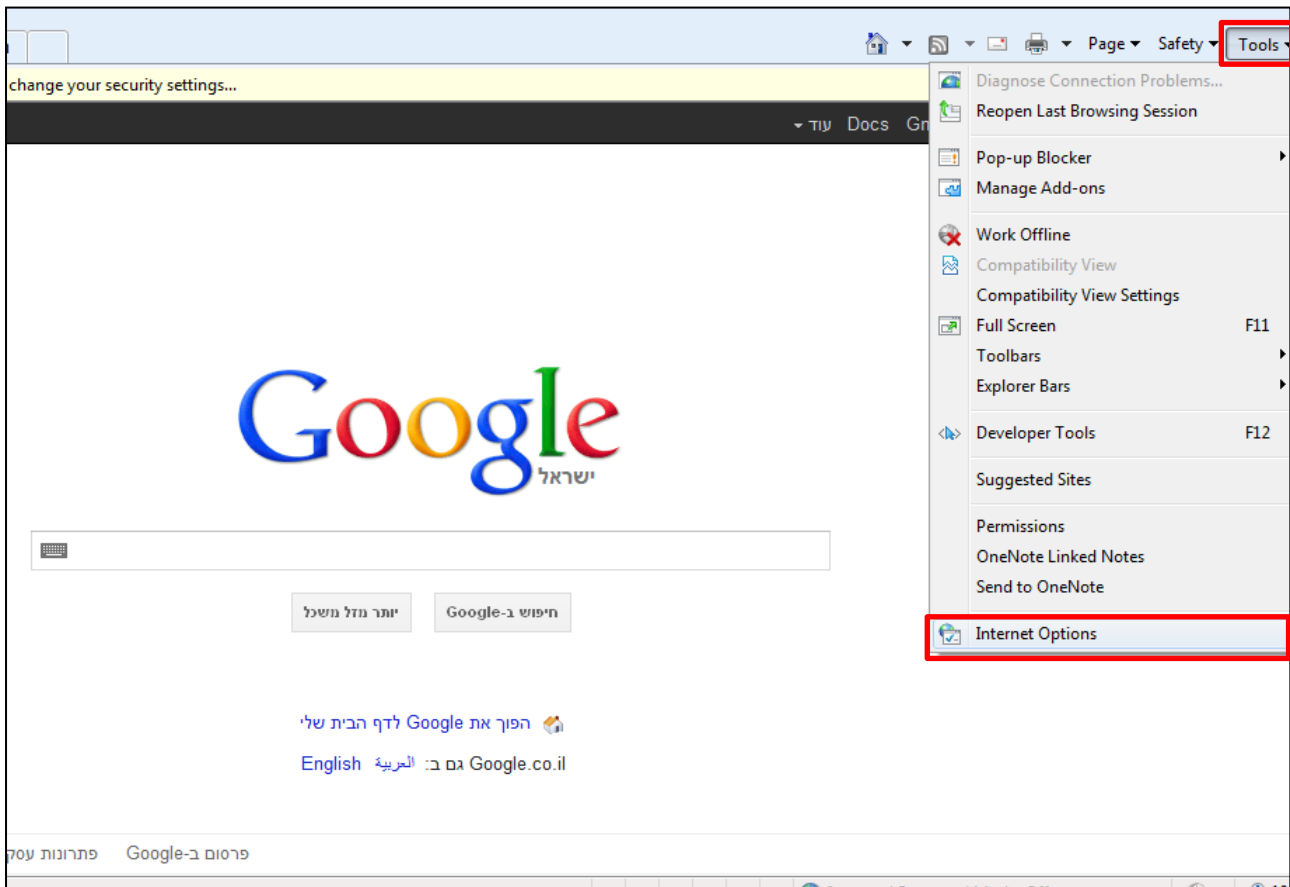 Page Safety Tools
change your security settings...
עוד Docs
Diagnose Connection Problems...
Reopen Last Browsing Session
Pop-up Blocker
Manage Add-ons
Work Offline
Compatibility View
Compatibility View Settings
Full Screen F11
Toolbars
Explorer Bars
Developer Tools F12
Suggested Sites
Permissions
OneNote Linked Notes
Send to OneNote
Internet Options
Google
ישראל
חיפוש ב-Google יותר מזל משכל
הפוך את Google לדף הבית שלי
Google.co.il גם ב: العربية English
פרסום ב-Google פתרונות